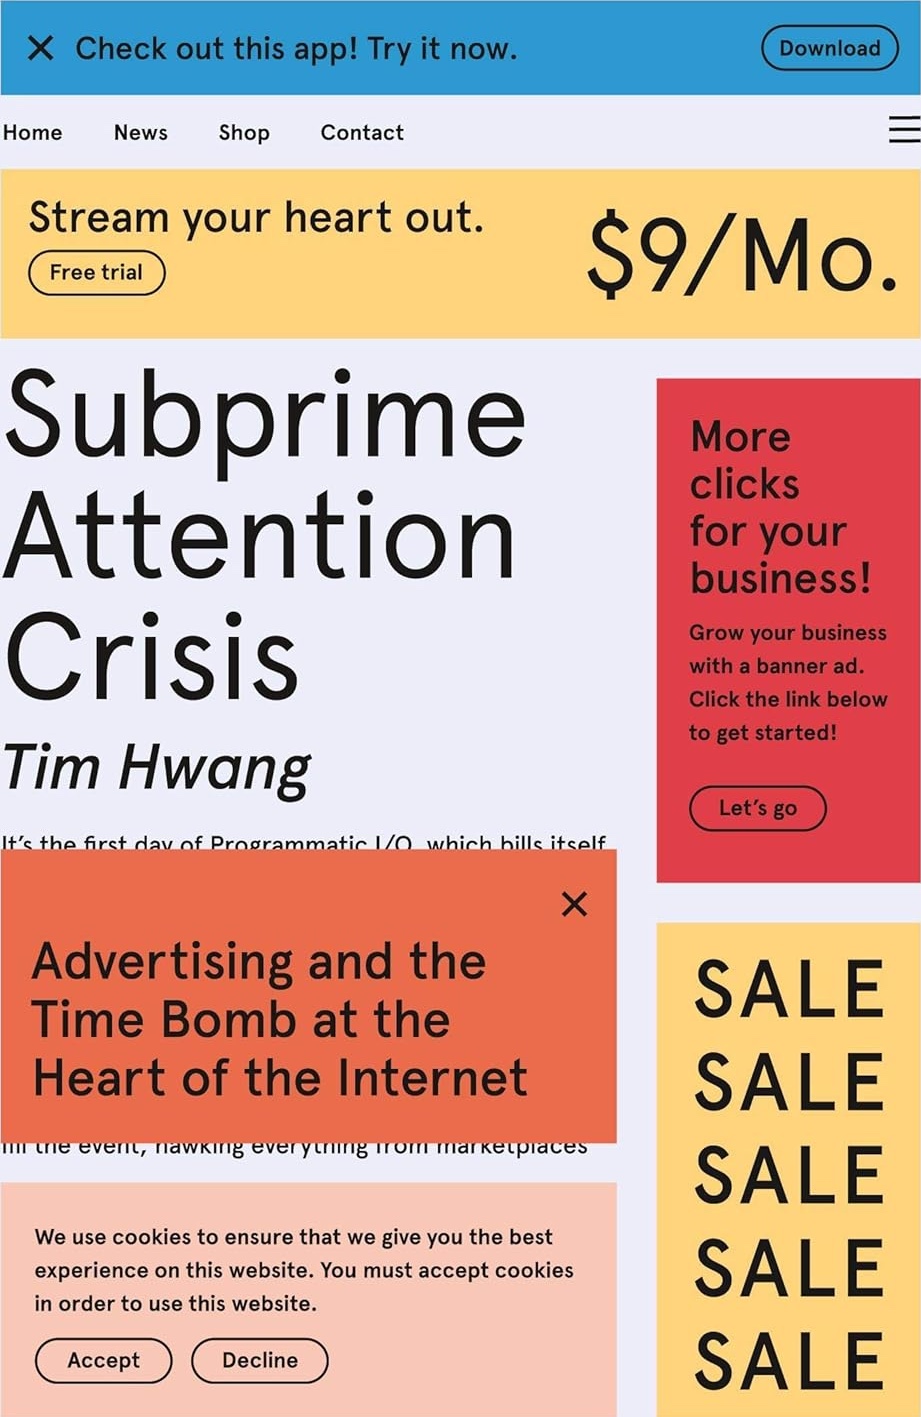 Check out this app! Try it now.
Download
Home
News
Shop
Contact
Stream your heart out.
Free trial
$9/Mo.
Subprime
Attention
Crisis
Tim Hwang
It's the first day of Programmatic I/O, which bills itself
Advertising and the
Time Bomb at the
Heart of the Internet
fill the event, hawking everything from marketplaces
We use cookies to ensure that we give you the best
experience on this website. You must accept cookies
in order to use this website.
Accept
Decline
More
clicks
for your
business!
Grow your business
with a banner ad.
Click the link below
to get started!
Let's go
SALE
SALE
SALE
SALE
SALE